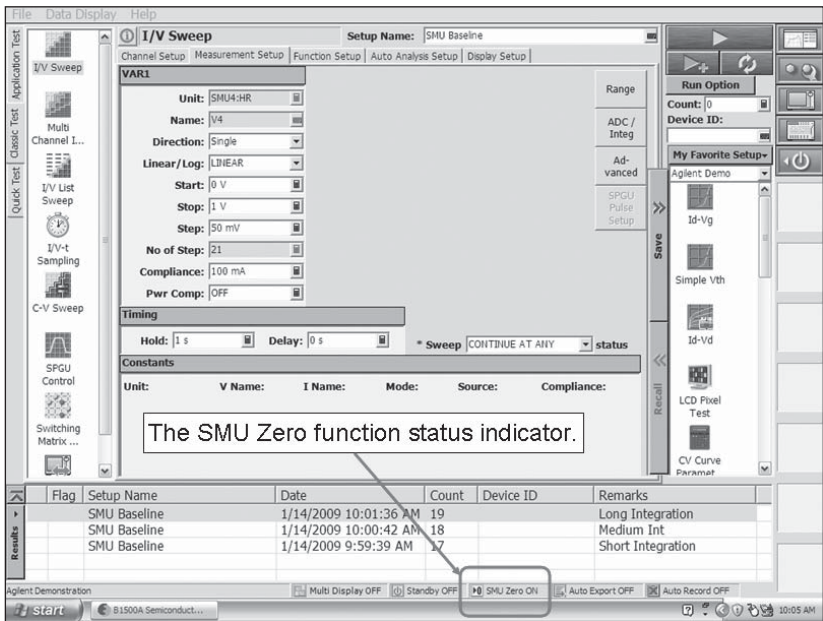 File Data Display Help
I/V Sweep Setup Name: SMU Baseline
Channel Setup Measurement Setup Function Setup Auto Analysis Setup Display Setup
Application Test
Classic Test
Quick Test
I/V Sweep
Multi
Channel I...
I/V List
Sweep
I/V-t
Sampling
C-V Sweep
SPGU
Control
Switching
Matrix ...
VAR1
Unit: SMU4:HR
Name: V4
Direction: Single
Linear/Log: LINEAR
Start: 0 V
Stop: 1 V
Step: 50 mV
No of Step: 21
Compliance: 100 mA
Pwr Comp: OFF
Timing
Hold: 1 s Delay: 0 s * Sweep CONTINUE AT ANY status
Constants
Unit: V Name: I Name: Mode: Source: Compliance:
Range
ADC /
Integ
Ad-
vanced
SPGU
Pulse
Setup
Save
Recall
Run Option
Count: 0
Device ID:
My Favorite Setup
Agilent Demo
Id-Vg
Simple Vth
Id-Vd
LCD Pixel
Test
CV Curve
Paramet
The SMU Zero function status indicator.
Results
Flag Setup Name Date Count Device ID Remarks
SMU Baseline 1/14/2009 10:01:36 AM 19 Long Integration
SMU Baseline 1/14/2009 10:00:42 AM 18 Medium Int
SMU Baseline 1/14/2009 9:59:39 AM 17 Short Integration
Agilent Demonstration Multi Display OFF Standby OFF SMU Zero ON Auto Export OFF Auto Record OFF
start B1500A Semiconduct... 10:05 AM